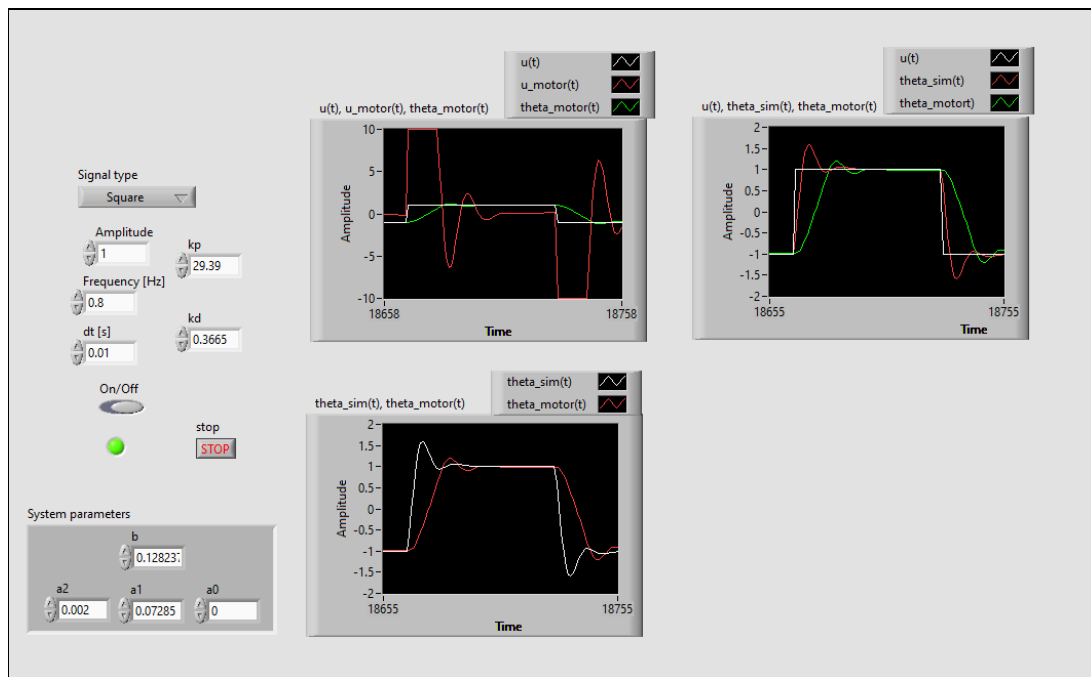 Signal type
Square
Amplitude
1
kp
29.39
Frequency [Hz]
0.8
dt [s]
0.01
kd
0.3665
On/Off
stop
STOP
System parameters
b
0.128237
a2
a1
a0
0.002
0.07285
0
u(t)
u_motor(t)
theta_motor(t)
u(t), u_motor(t), theta_motor(t)
Amplitude
10
5
0
-5
-10
18658
18758
Time
u(t)
theta_sim(t)
theta_motort)
u(t), theta_sim(t), theta_motor(t)
Amplitude
2
1.5
1
0.5
0
-0.5
-1
-1.5
-2
18655
18755
Time
theta_sim(t)
theta_motor(t)
theta_sim(t), theta_motor(t)
Amplitude
2
1.5
1
0.5
0
-0.5
-1
-1.5
-2
18655
18755
Time